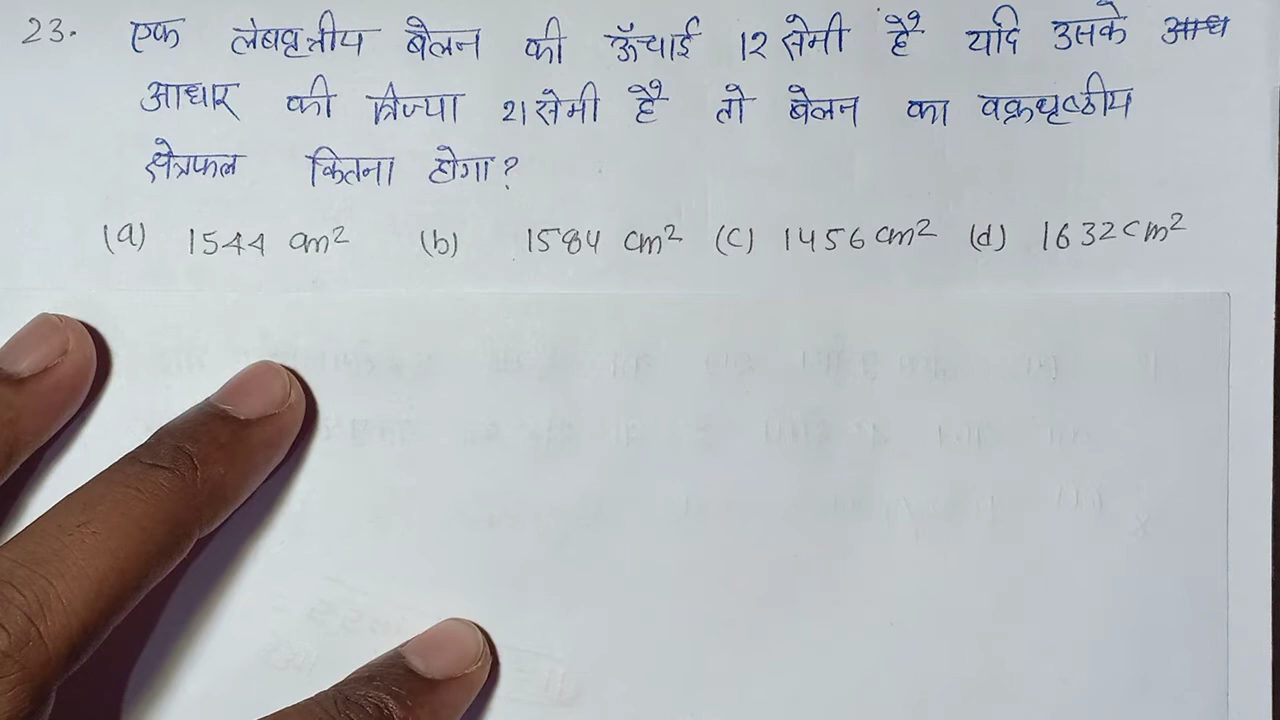 23. एक लंबवृत्तीय बेलन की ऊँचाई 12 सेमी है यदि उसके आध
आधार की त्रिज्या 21 सेमी है तो बेलन का वक्रपृष्ठीय
क्षेत्रफल कितना होगा?
(a) 1544 cm² (b) 1584 cm² (c) 1456 cm² (d) 1632 cm²